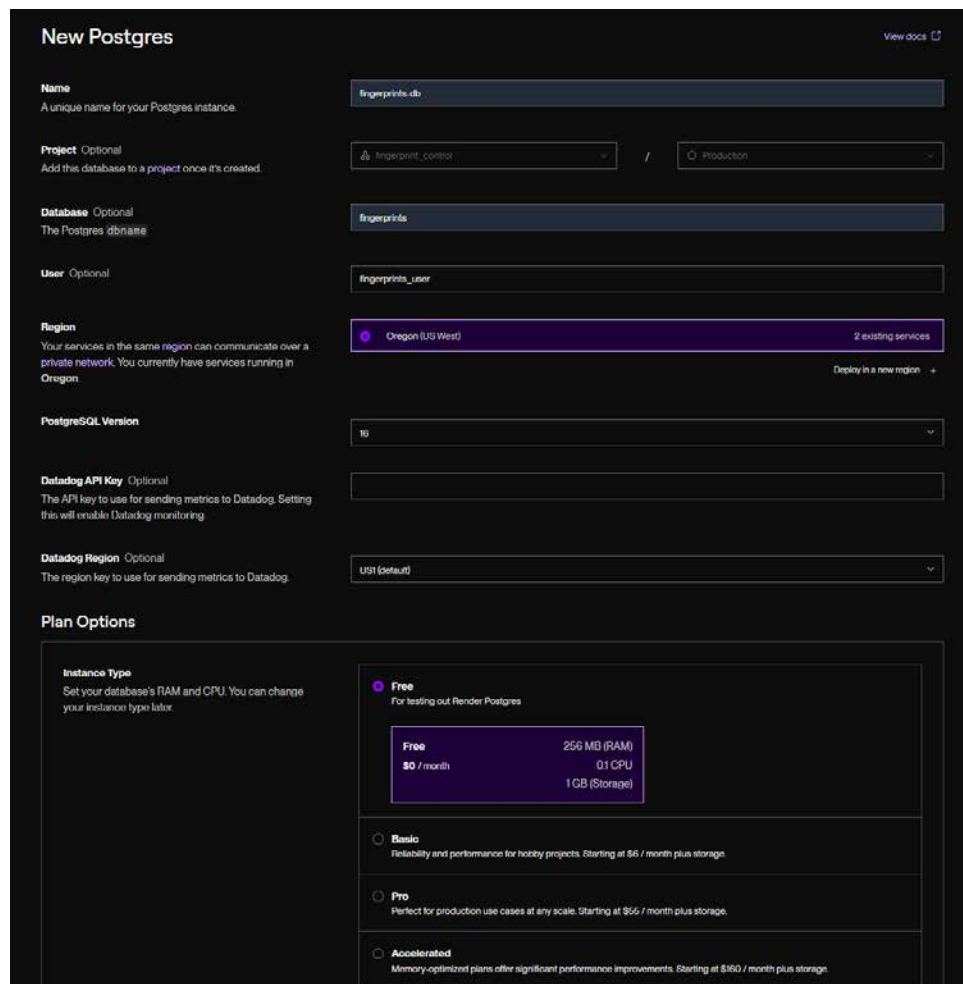 New Postgres
View docs
Name
A unique name for your Postgres instance.
fingerprints-db
Project Optional
Add this database to a project once it's created.
fingerprint_control
/
Production
Database Optional
The Postgres dbname
fingerprints
User Optional
fingerprints_user
Region
Your services in the same region can communicate over a
private network. You currently have services running in
Oregon.
Oregon (US West)
2 existing services
Deploy in a new region +
PostgreSQL Version
16
Datadog API Key Optional
The API key to use for sending metrics to Datadog. Setting
this will enable Datadog monitoring.
Datadog Region Optional
The region key to use for sending metrics to Datadog.
US1 (default)
Plan Options
Instance Type
Set your database's RAM and CPU. You can change
your instance type later.
Free
For testing out Render Postgres
Free
$0 / month
256 MB (RAM)
0.1 CPU
1 GB (Storage)
Basic
Reliability and performance for hobby projects. Starting at $6 / month plus storage.
Pro
Perfect for production use cases at any scale. Starting at $55 / month plus storage.
Accelerated
Memory-optimized plans offer significant performance improvements. Starting at $160 / month plus storage.